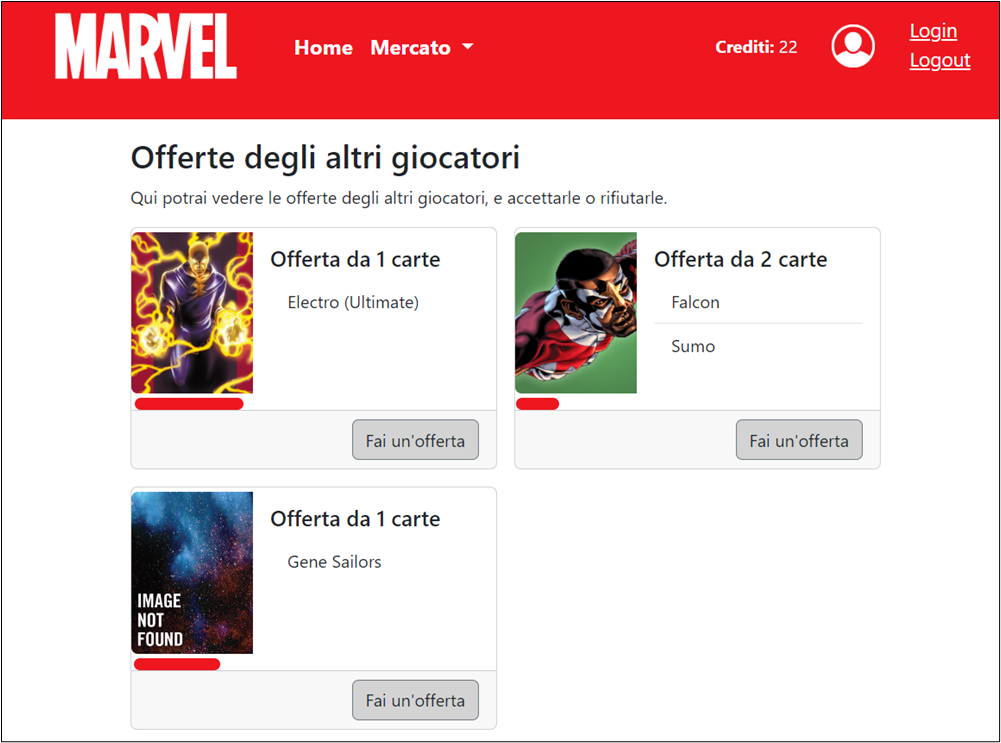 MARVEL
Home Mercato
Crediti: 22
Login
Logout
Offerte degli altri giocatori
Qui potrai vedere le offerte degli altri giocatori, e accettarle o rifiutarle.
Offerta da 1 carte
Electro (Ultimate)
Fai un'offerta
Offerta da 2 carte
Falcon
Sumo
Fai un'offerta
IMAGE
NOT
FOUND
Offerta da 1 carte
Gene Sailors
Fai un'offerta